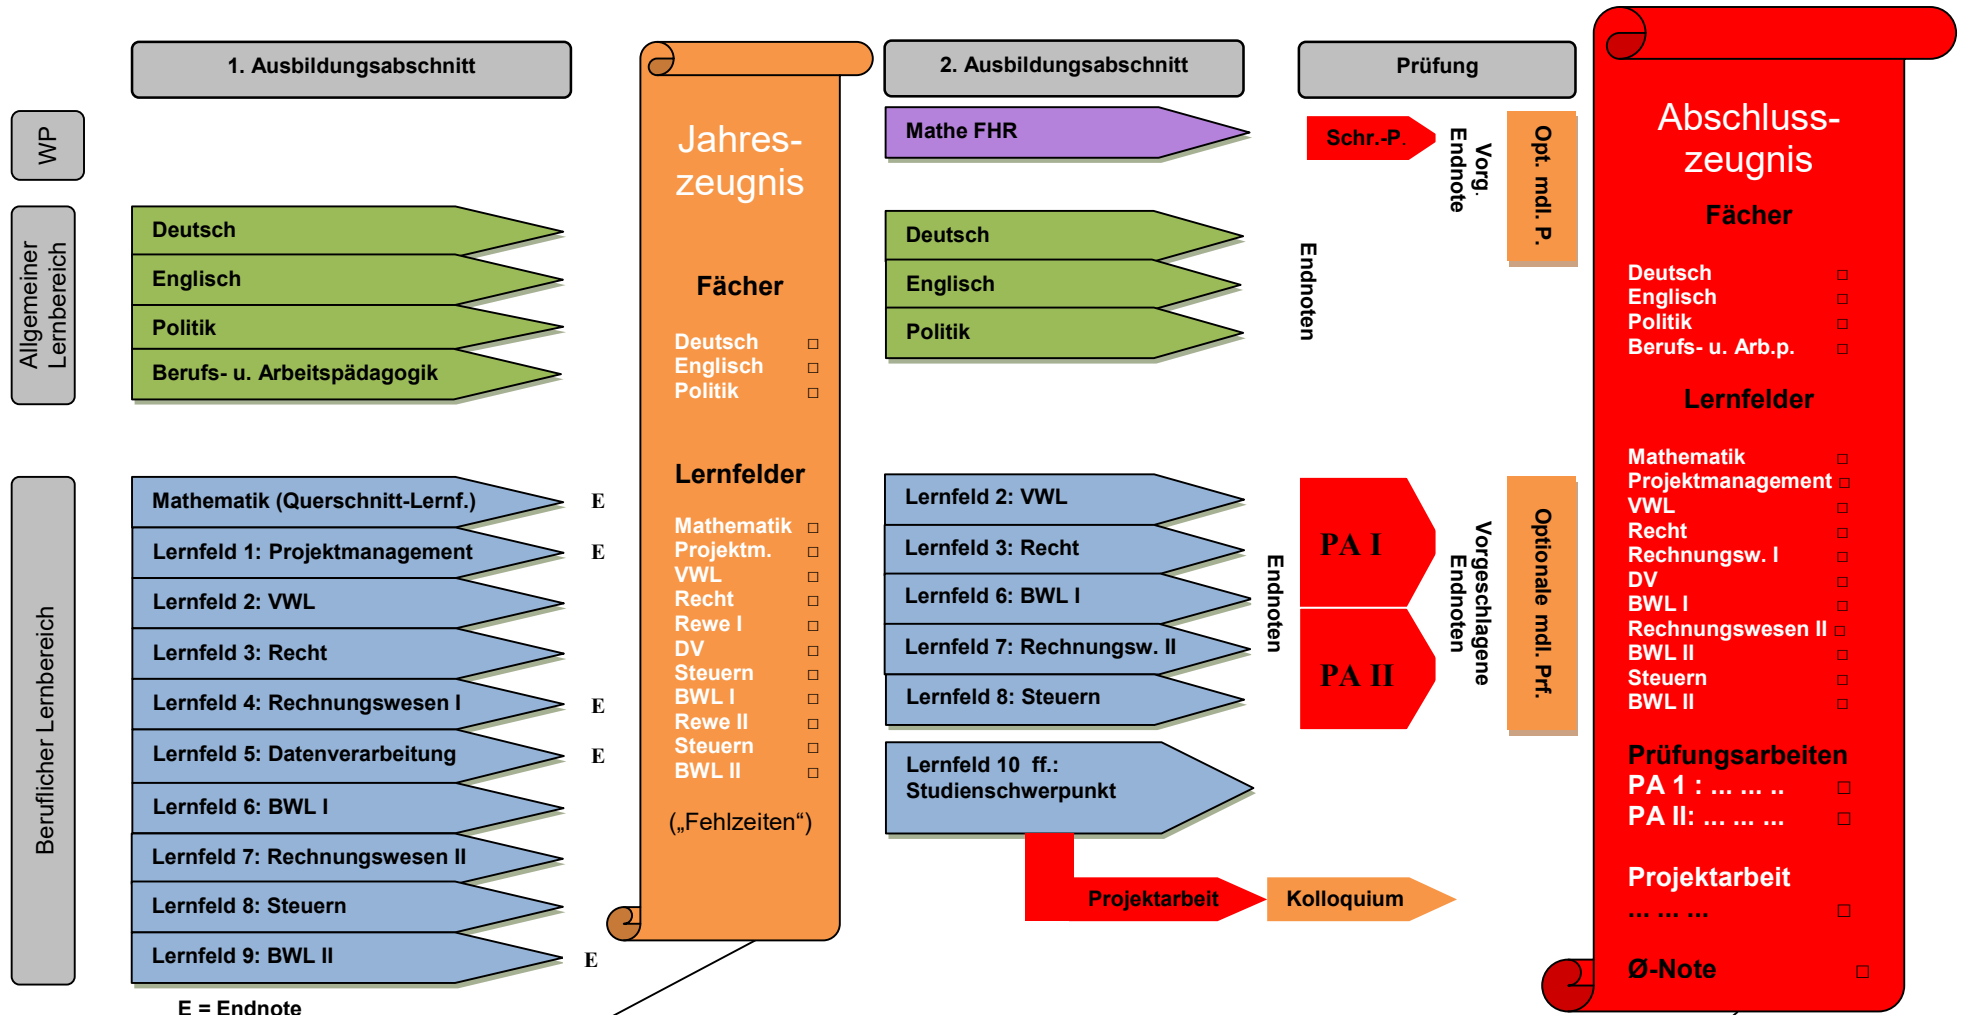 1. Ausbildungsabschnitt
2. Ausbildungsabschnitt
Prüfung
WP
Allgemeiner
Lernbereich
Beruflicher Lernbereich
Deutsch
Englisch
Politik
Berufs- u. Arbeitspädagogik
Mathematik (Querschnitt-Lernf.)
E
Lernfeld 1: Projektmanagement
E
Lernfeld 2: VWL
Lernfeld 3: Recht
Lernfeld 4: Rechnungswesen I
E
Lernfeld 5: Datenverarbeitung
E
Lernfeld 6: BWL I
Lernfeld 7: Rechnungswesen II
Lernfeld 8: Steuern
Lernfeld 9: BWL II
E
E = Endnote
Jahres-
zeugnis
Fächer
Deutsch □
Englisch □
Politik □
Lernfelder
Mathematik □
Projektm. □
VWL □
Recht □
Rewe I □
DV □
Steuern □
BWL I □
Rewe II □
Steuern □
BWL II □
(„Fehlzeiten“)
Mathe FHR
Deutsch
Englisch
Politik
Lernfeld 2: VWL
Lernfeld 3: Recht
Lernfeld 6: BWL I
Lernfeld 7: Rechnungsw. II
Lernfeld 8: Steuern
Lernfeld 10 ff.:
Studienschwerpunkt
Projektarbeit
Kolloquium
Schr.-P.
Vorg.
Endnote
Opt. mdl. P.
Endnoten
Endnoten
PA I
PA II
Vorgeschlagene
Endnoten
Optionale mdl. Prf.
Abschluss-
zeugnis
Fächer
Deutsch □
Englisch □
Politik □
Berufs- u. Arb.p. □
Lernfelder
Mathematik □
Projektmanagement □
VWL □
Recht □
Rechnungsw. I □
DV □
BWL I □
Rechnungswesen II □
BWL II □
Steuern □
BWL II □
Prüfungsarbeiten
PA 1 : ... ... .. □
PA II: ... ... ... □
Projektarbeit
... ... ... □
Ø-Note □